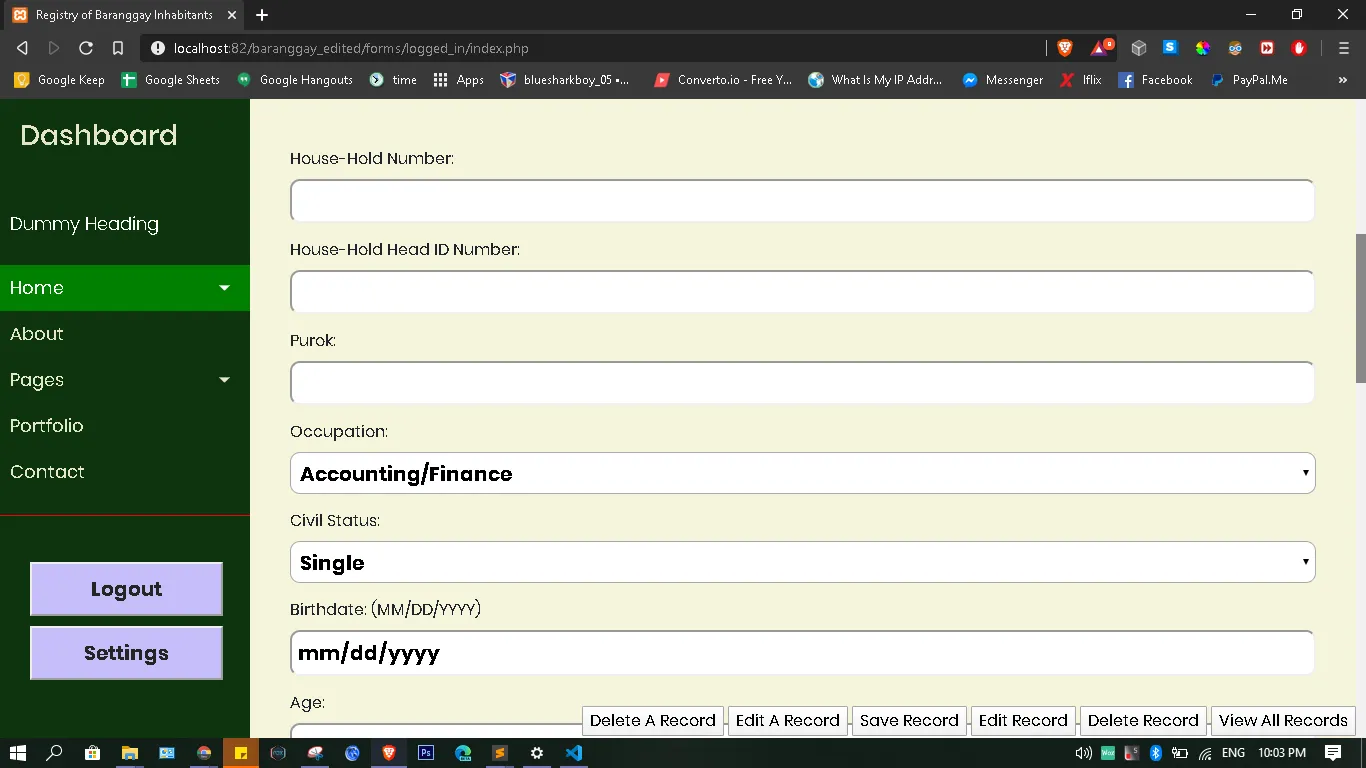 Registry of Baranggay Inhabitants
localhost:82/baranggay_edited/forms/logged_in/index.php
Google Keep Google Sheets Google Hangouts time Apps bluesharkboy_05 •... Converto.io - Free Y... What Is My IP Addr... Messenger Iflix Facebook PayPal.Me »
Dashboard
Dummy Heading
Home
About
Pages
Portfolio
Contact
Logout
Settings
House-Hold Number:
House-Hold Head ID Number:
Purok:
Occupation:
Accounting/Finance
Civil Status:
Single
Birthdate: (MM/DD/YYYY)
mm/dd/yyyy
Age:
Delete A Record Edit A Record Save Record Edit Record Delete Record View All Records
ENG 10:03 PM